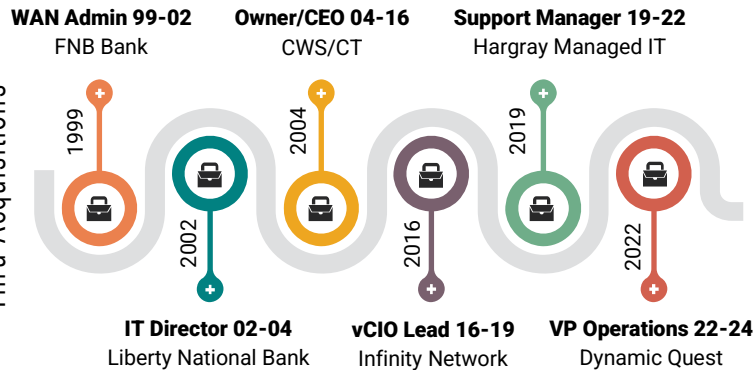 WAN Admin 99-02
FNB Bank
Owner/CEO 04-16
CWS/CT
Support Manager 19-22
Hargray Managed IT
1999
2002
2004
2016
2019
2022
IT Director 02-04
Liberty National Bank
vCIO Lead 16-19
Infinity Network
VP Operations 22-24
Dynamic Quest
Acquisitions